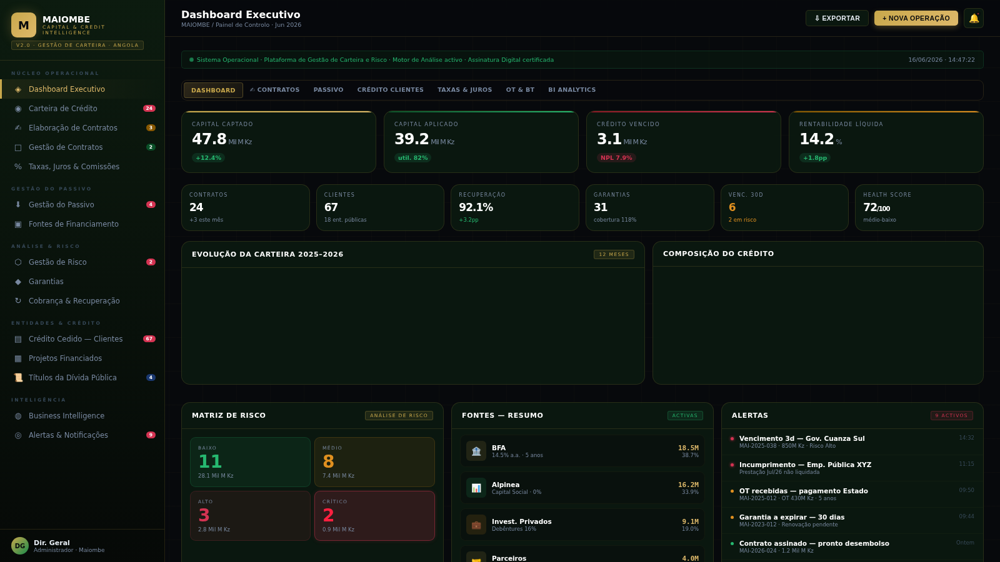 M
MAIOMBE
CAPITAL & CREDIT
INTELLIGENCE
V2.0 · GESTÃO DE CARTEIRA · ANGOLA
NÚCLEO OPERACIONAL
Dashboard Executivo
Carteira de Crédito 24
Elaboração de Contratos 3
Gestão de Contratos 2
% Taxas, Juros & Comissões
GESTÃO DO PASSIVO
Gestão do Passivo 4
Fontes de Financiamento
ANÁLISE & RISCO
Gestão de Risco 2
Garantias
Cobrança & Recuperação
ENTIDADES & CRÉDITO
Crédito Cedido — Clientes 67
Projetos Financiados
Títulos da Dívida Pública 4
INTELIGÊNCIA
Business Intelligence
Alertas & Notificações 9
DG
Dir. Geral
Administrador · Maiombe
Dashboard Executivo
MAIOMBE / Painel de Controlo · Jun 2026
⇩ EXPORTAR
+ NOVA OPERAÇÃO
Sistema Operacional · Plataforma de Gestão de Carteira e Risco · Motor de Análise activo · Assinatura Digital certificada
16/06/2026 · 14:47:22
DASHBOARD
✍ CONTRATOS
PASSIVO
CRÉDITO CLIENTES
TAXAS & JUROS
OT & BT
BI ANALYTICS
CAPITAL CAPTADO
47.8 Mil M Kz
+12.4%
CAPITAL APLICADO
39.2 Mil M Kz
util. 82%
CRÉDITO VENCIDO
3.1 Mil M Kz
NPL 7.9%
RENTABILIDADE LÍQUIDA
14.2 %
+1.8pp
CONTRATOS
24
+3 este mês
CLIENTES
67
18 ent. públicas
RECUPERAÇÃO
92.1%
+3.2pp
GARANTIAS
31
cobertura 118%
VENC. 30D
6
2 em risco
HEALTH SCORE
72/100
médio-baixo
EVOLUÇÃO DA CARTEIRA 2025–2026
12 MESES
COMPOSIÇÃO DO CRÉDITO
MATRIZ DE RISCO
ANÁLISE DE RISCO
BAIXO
11
28.1 Mil M Kz
MÉDIO
8
7.4 Mil M Kz
ALTO
3
2.8 Mil M Kz
CRÍTICO
2
0.9 Mil M Kz
FONTES — RESUMO
ACTIVAS
BFA
14.5% a.a. · 5 anos
18.5M
38.7%
Alpinea
Capital Social · 0%
16.2M
33.9%
Invest. Privados
Debêntures 16%
9.1M
19.0%
Parceiros
4.0M
ALERTAS
9 ACTIVOS
Vencimento 3d — Gov. Cuanza Sul
MAI-2025-038 · 850M Kz · Risco Alto
14:32
Incumprimento — Emp. Pública XYZ
Prestação Jul/26 não liquidada
11:15
OT recebidas — pagamento Estado
MAI-2025-012 · OT 430M Kz · 5 anos
09:50
Garantia a expirar — 30 dias
MAI-2023-012 · Renovação pendente
09:44
Contrato assinado — pronto desembolso
MAI-2026-024 · 1.2 Mil M Kz
Ontem